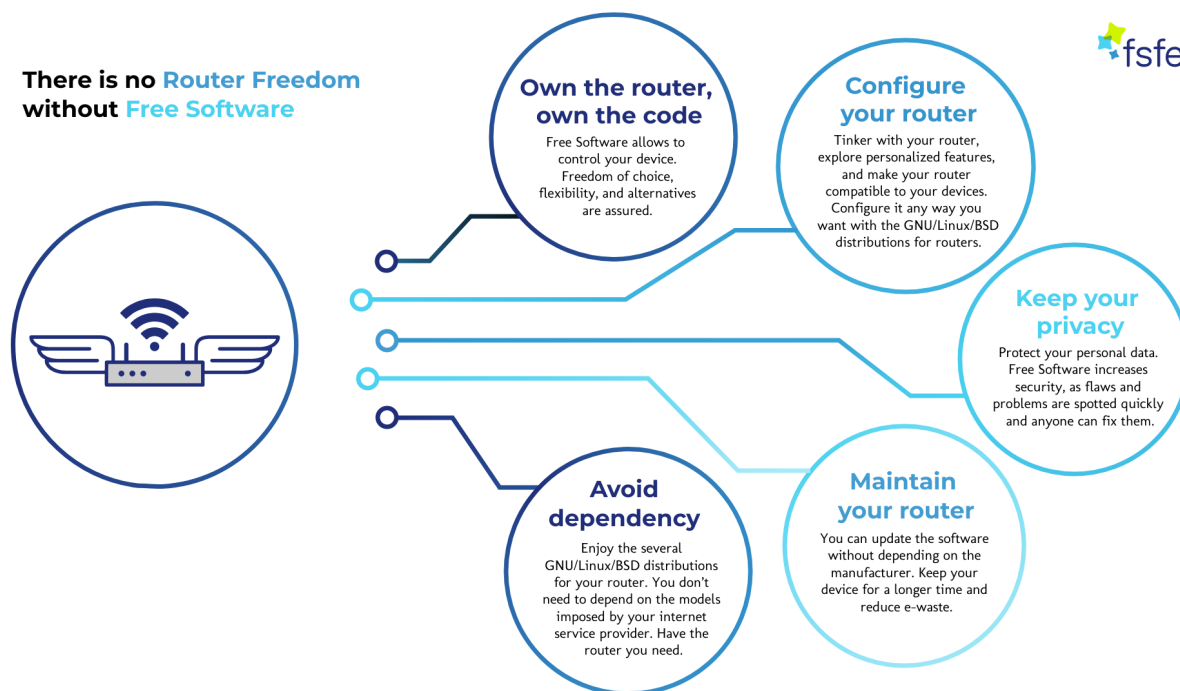 There is no Router Freedom
without Free Software
fsfe
Own the router,
own the code
Free Software allows to
control your device.
Freedom of choice,
flexibility, and alternatives
are assured.
Configure
your router
Tinker with your router,
explore personalized features,
and make your router
compatible to your devices.
Configure it any way you
want with the GNU/Linux/BSD
distributions for routers.
Keep your
privacy
Protect your personal data.
Free Software increases
security, as flaws and
problems are spotted quickly
and anyone can fix them.
Maintain
your router
You can update the software
without depending on the
manufacturer. Keep your
device for a longer time and
reduce e-waste.
Avoid
dependency
Enjoy the several
GNU/Linux/BSD distributions
for your router. You don't
need to depend on the models
imposed by your internet
service provider. Have the
router you need.